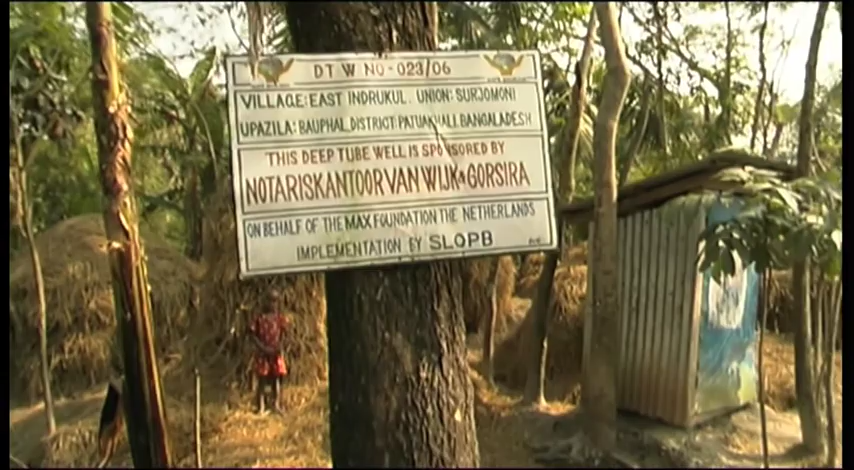 DT W NO - 023/06
VILLAGE: EAST INDRUKUL. UNION: SURJOMONI
UPAZILA: BAUPHAL. DISTRICT: PATUAKHALI. BANGALADESH
THIS DEEP TUBE WELL IS SPONSORED BY
NOTARISKANTOOR VAN WIJK & GORSIRA
ON BEHALF OF THE MAX FOUNDATION THE NETHERLANDS
IMPLEMENTATION BY SLOPB